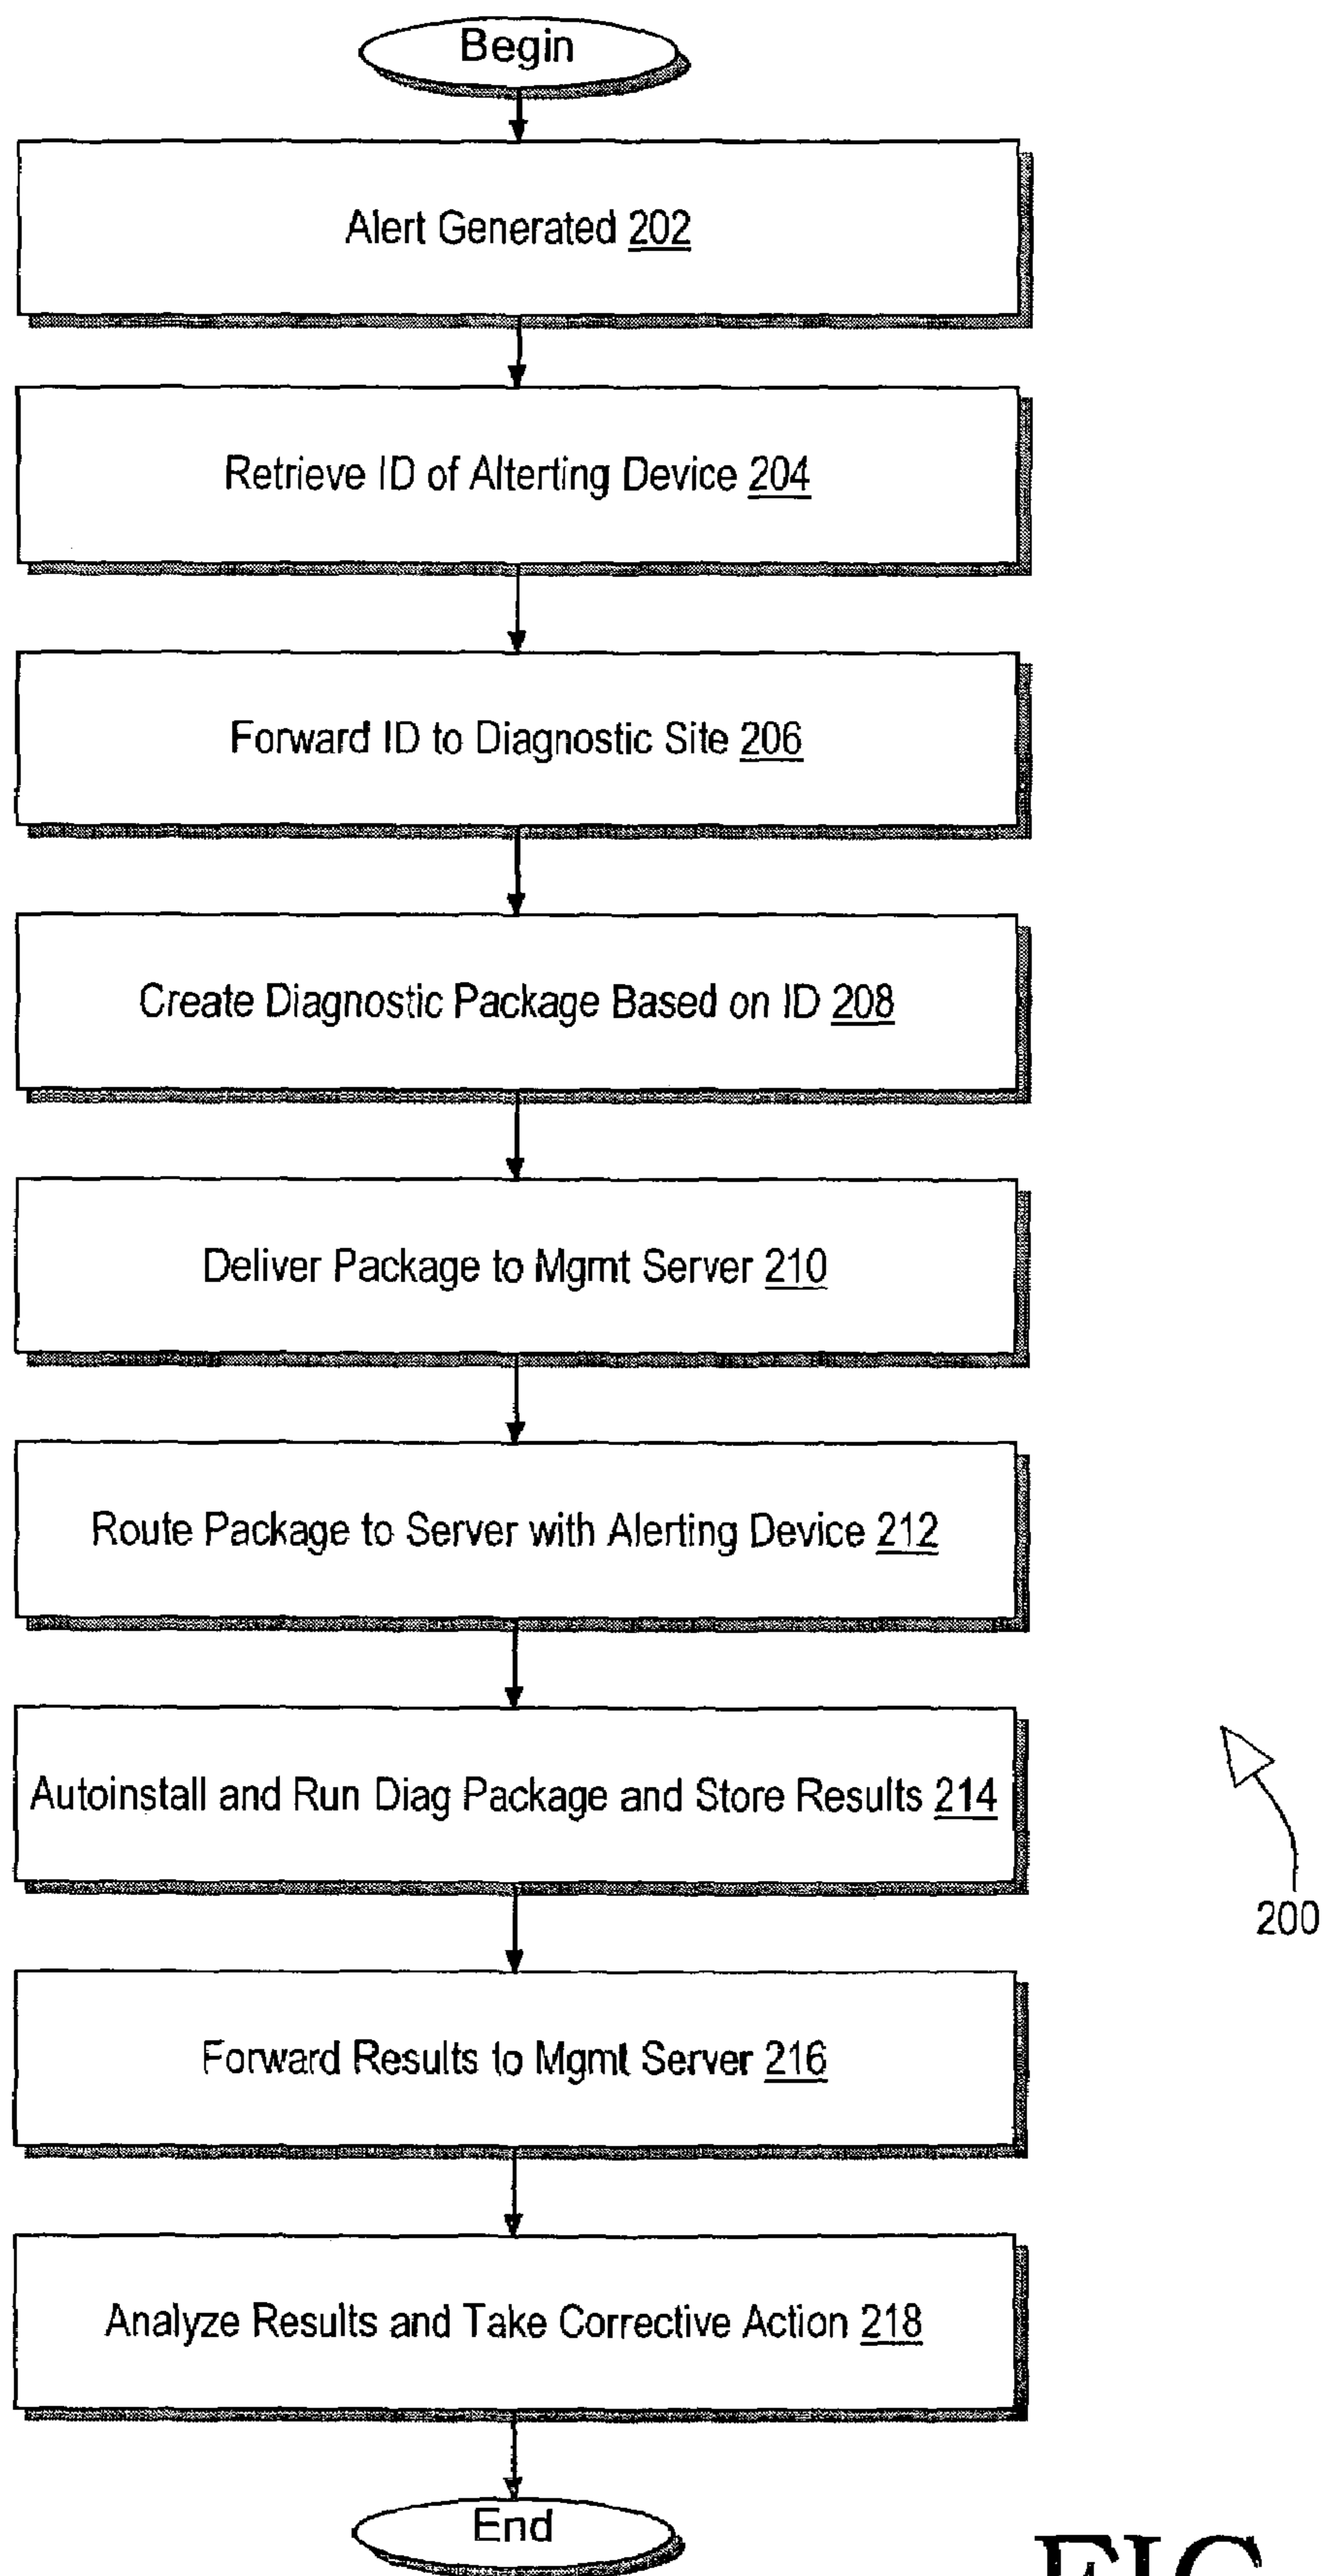 Begin
Alert Generated 202
Retrieve ID of Alterting Device 204
Forward ID to Diagnostic Site 206
Create Diagnostic Package Based on ID 208
Deliver Package to Mgmt Server 210
Route Package to Server with Alerting Device 212
Autoinstall and Run Diag Package and Store Results 214
200
Forward Results to Mgmt Server 216
Analyze Results and Take Corrective Action 218
End
FIG